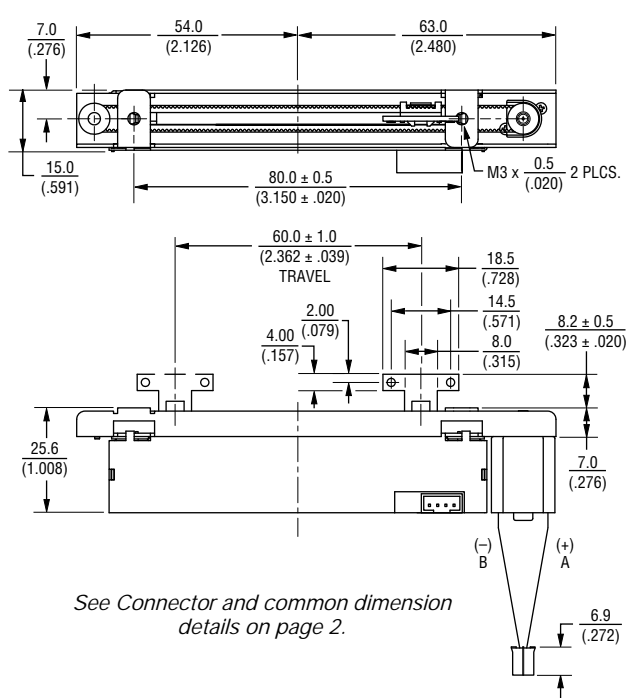 7.0
(.276)
54.0
(2.126)
63.0
(2.480)
15.0
(.591)
80.0 ± 0.5
(3.150 ± .020)
M3 x 0.5 2 PLCS.
(.020)
60.0 ± 1.0
(2.362 ± .039)
TRAVEL
18.5
(.728)
14.5
(.571)
8.0
(.315)
2.00
(.079)
4.00
(.157)
8.2 ± 0.5
(.323 ± .020)
25.6
(1.008)
7.0
(.276)
(–)
B
(+)
A
See Connector and common dimension
details on page 2.
6.9
(.272)